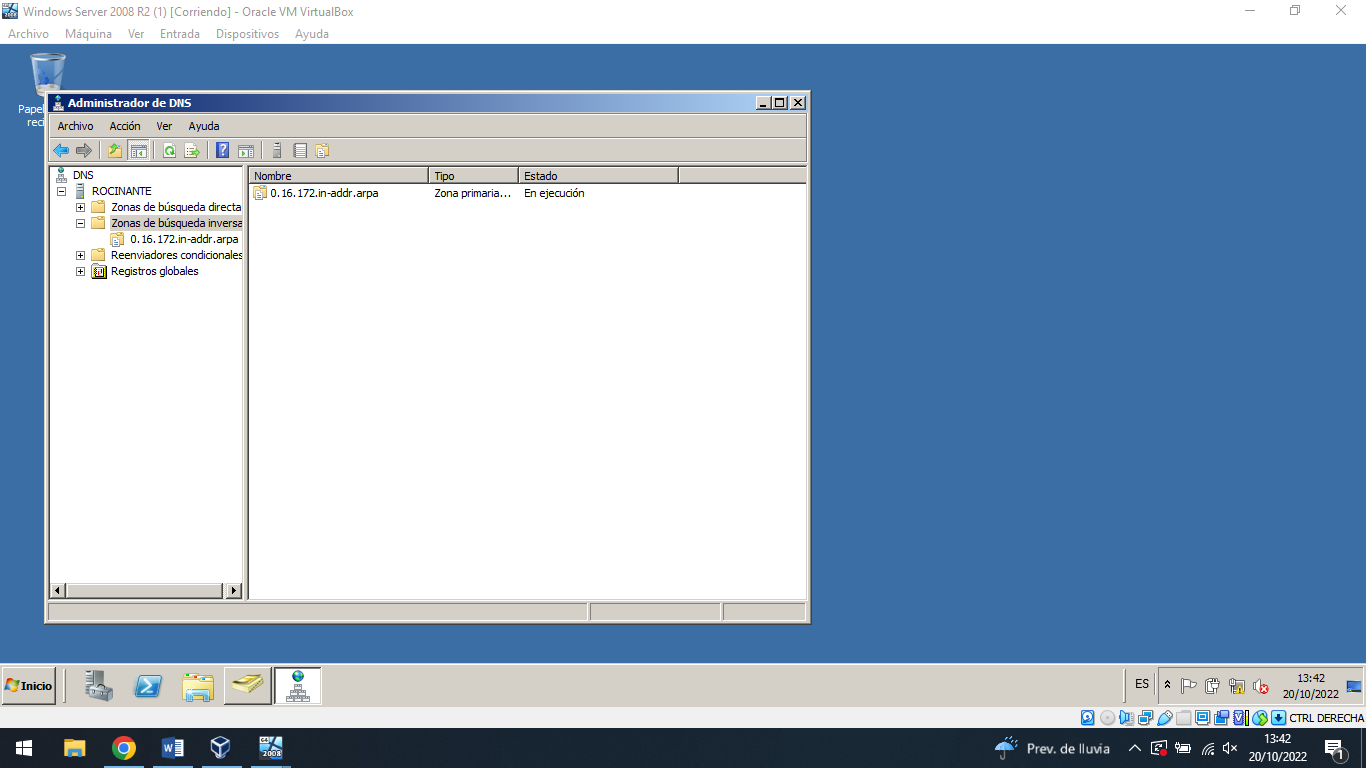 Windows Server 2008 R2 (1) [Corriendo] - Oracle VM VirtualBox
Archivo Máquina Ver Entrada Dispositivos Ayuda
Administrador de DNS
Archivo Acción Ver Ayuda
DNS
ROCINANTE
Zonas de búsqueda directa
Zonas de búsqueda inversa
0.16.172.in-addr.arpa
Reenviadores condicionales
Registros globales
Nombre Tipo Estado
0.16.172.in-addr.arpa Zona primaria... En ejecución
Inicio
ES
13:42
20/10/2022
CTRL DERECHA
2008
Prev. de lluvia
13:42
20/10/2022
1